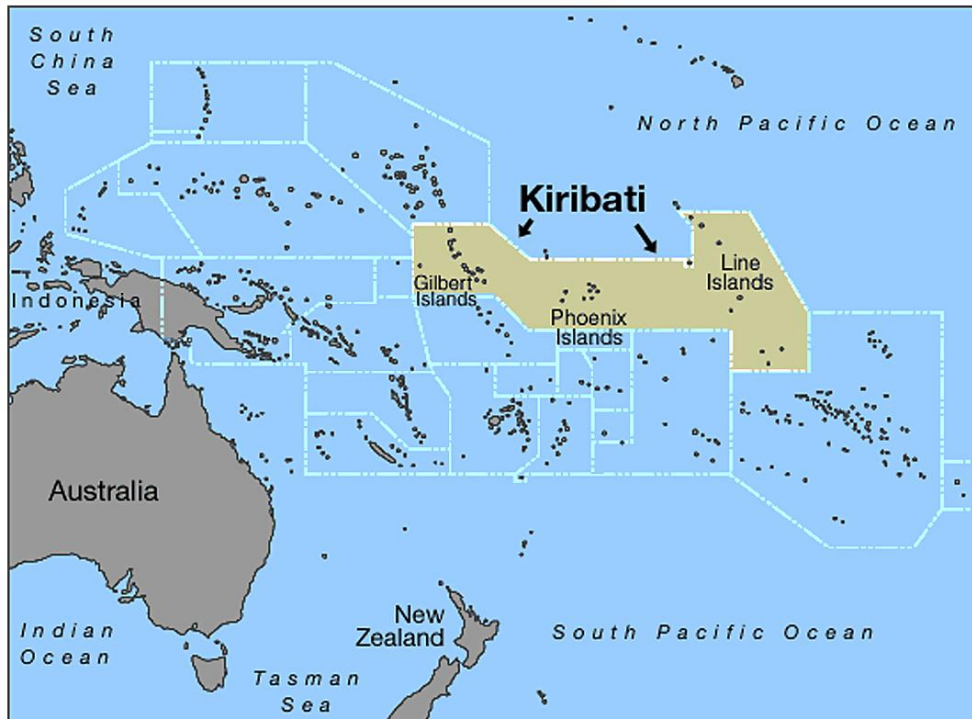 South
China
Sea
North Pacific Ocean
Kiribati
Line
Islands
Gilbert
Islands
Indonesia
Phoenix
Islands
Australia
New
Zealand
South Pacific Ocean
Indian
Ocean
Tasman
Sea